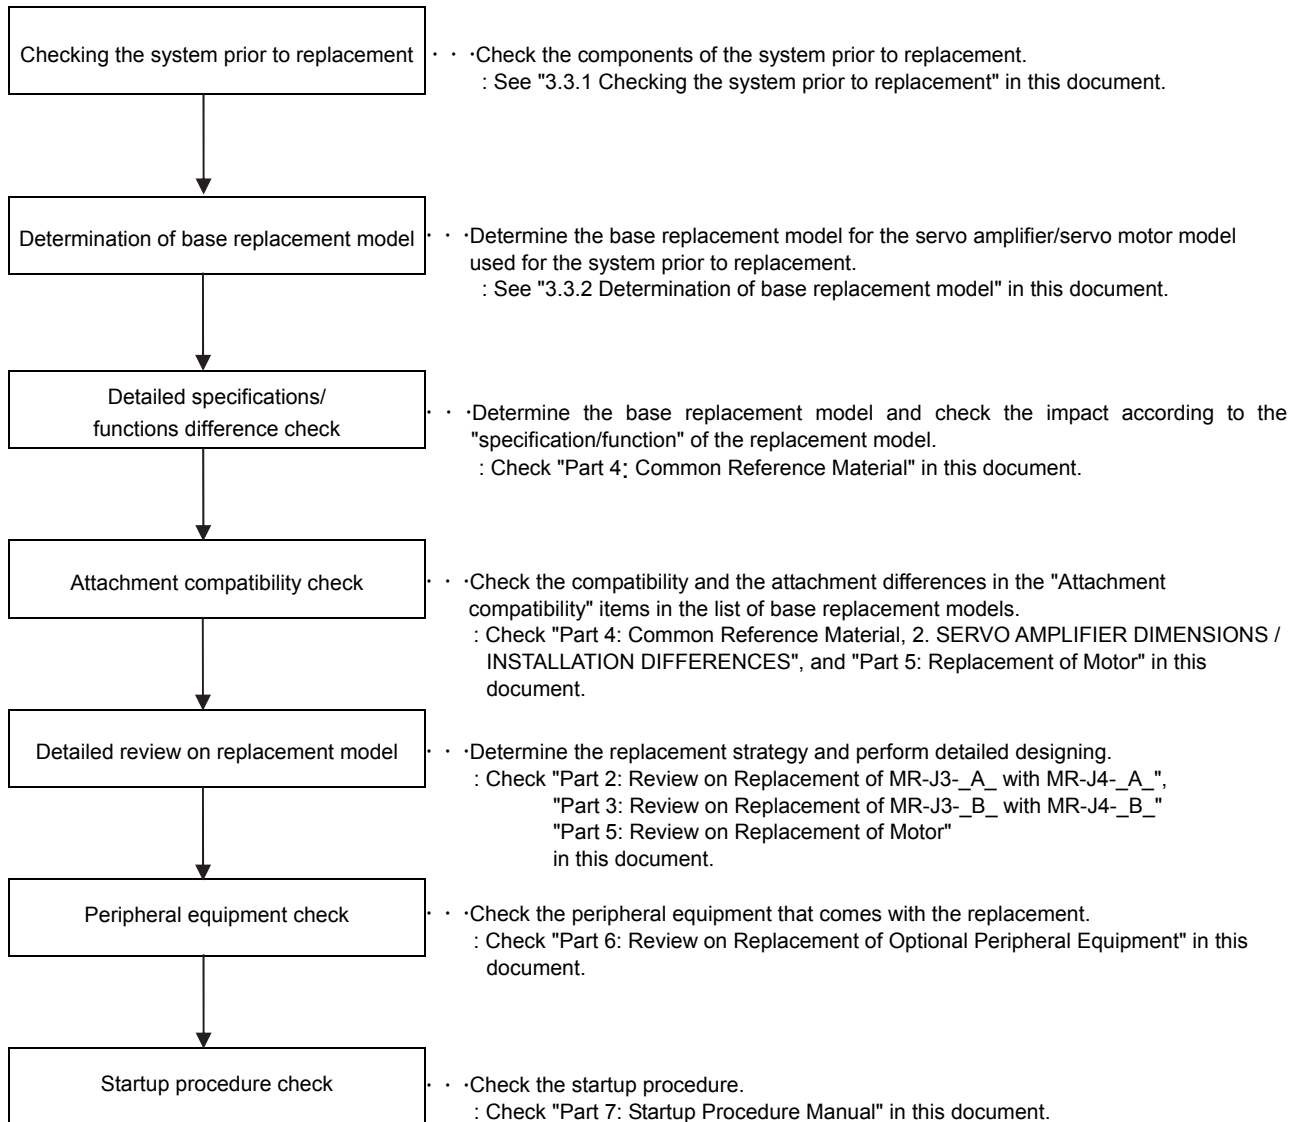 Checking the system prior to replacement
・・・Check the components of the system prior to replacement.
: See "3.3.1 Checking the system prior to replacement" in this document.
Determination of base replacement model
・・・Determine the base replacement model for the servo amplifier/servo motor model
used for the system prior to replacement.
: See "3.3.2 Determination of base replacement model" in this document.
Detailed specifications/
functions difference check
・・・Determine the base replacement model and check the impact according to the
"specification/function" of the replacement model.
: Check "Part 4: Common Reference Material" in this document.
Attachment compatibility check
・・・Check the compatibility and the attachment differences in the "Attachment
compatibility" items in the list of base replacement models.
: Check "Part 4: Common Reference Material, 2. SERVO AMPLIFIER DIMENSIONS /
INSTALLATION DIFFERENCES", and "Part 5: Replacement of Motor" in this
document.
Detailed review on replacement model
・・・Determine the replacement strategy and perform detailed designing.
: Check "Part 2: Review on Replacement of MR-J3-_A_ with MR-J4-_A_",
"Part 3: Review on Replacement of MR-J3-_B_ with MR-J4-_B_"
"Part 5: Review on Replacement of Motor"
in this document.
Peripheral equipment check
・・・Check the peripheral equipment that comes with the replacement.
: Check "Part 6: Review on Replacement of Optional Peripheral Equipment" in this
document.
Startup procedure check
・・・Check the startup procedure.
: Check "Part 7: Startup Procedure Manual" in this document.